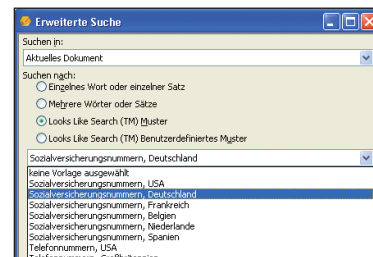 Erweiterte Suche
Suchen in:
Aktuelles Dokument
Suchen nach:
Einzelnes Wort oder einzelner Satz
Mehrere Wörter oder Sätze
Looks Like Search (TM) Muster
Looks Like Search (TM) Benutzerdefiniertes Muster
Sozialversicherungsnummern, Deutschland
keine Vorlage ausgewählt
Sozialversicherungsnummern, USA
Sozialversicherungsnummern, Deutschland
Sozialversicherungsnummern, Frankreich
Sozialversicherungsnummern, Belgien
Sozialversicherungsnummern, Niederlande
Sozialversicherungsnummern, Spanien
Telefonnummern, USA
Telefonnummern, Großbritannien